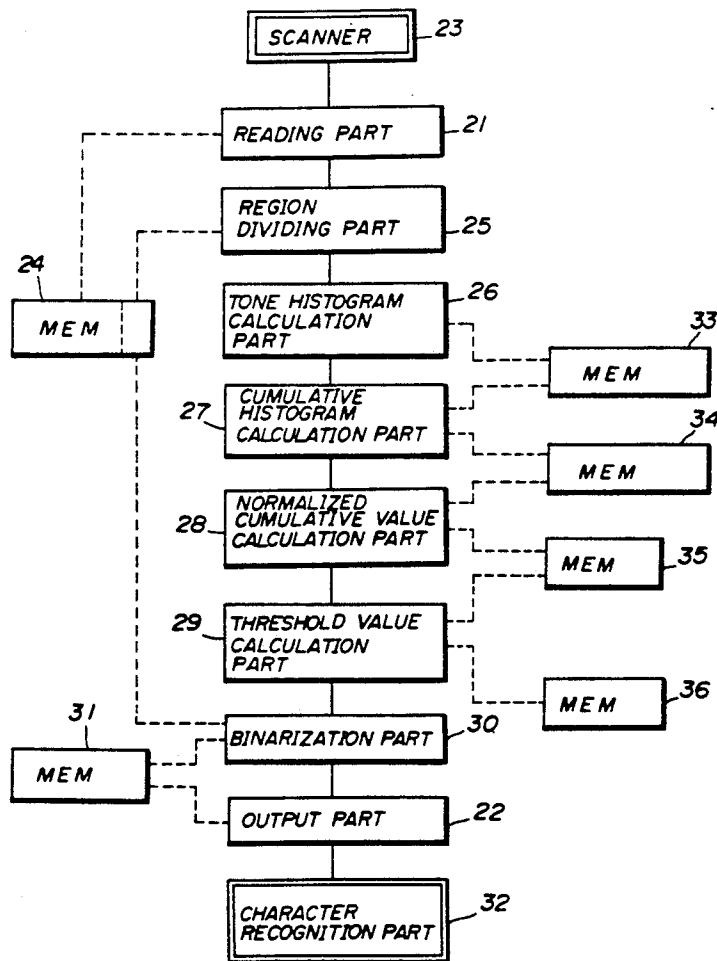 SCANNER
23
READING PART
21
REGION
DIVIDING PART
25
24
MEM
TONE HISTOGRAM
CALCULATION
PART
26
33
MEM
27
CUMULATIVE
HISTOGRAM
CALCULATION PART
34
MEM
28
NORMALIZED
CUMULATIVE VALUE
CALCULATION PART
35
MEM
29
THRESHOLD VALUE
CALCULATION
PART
36
MEM
31
MEM
BINARIZATION PART
30
OUTPUT PART
22
CHARACTER
RECOGNITION PART
32